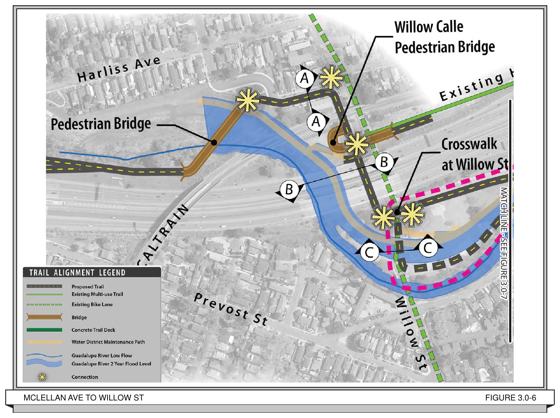 Willow Calle
Pedestrian Bridge
Harliss Ave
A
Existing
A
Pedestrian Bridge
Crosswalk
at Willow St
B
B
MATCHLINE - SEE FIGURE 3.0-7
CALTRAIN
C
C
TRAIL ALIGNMENT LEGEND
Proposed Trail
Existing Multi-use Trail
Existing Bike Lane
Bridge
Concrete Trail Deck
Water District Maintenance Path
Guadalupe River Low Flow
Guadalupe River 2 Year Flood Level
Connection
Prevost St
Willow St
MCLELLAN AVE TO WILLOW ST
FIGURE 3.0-6